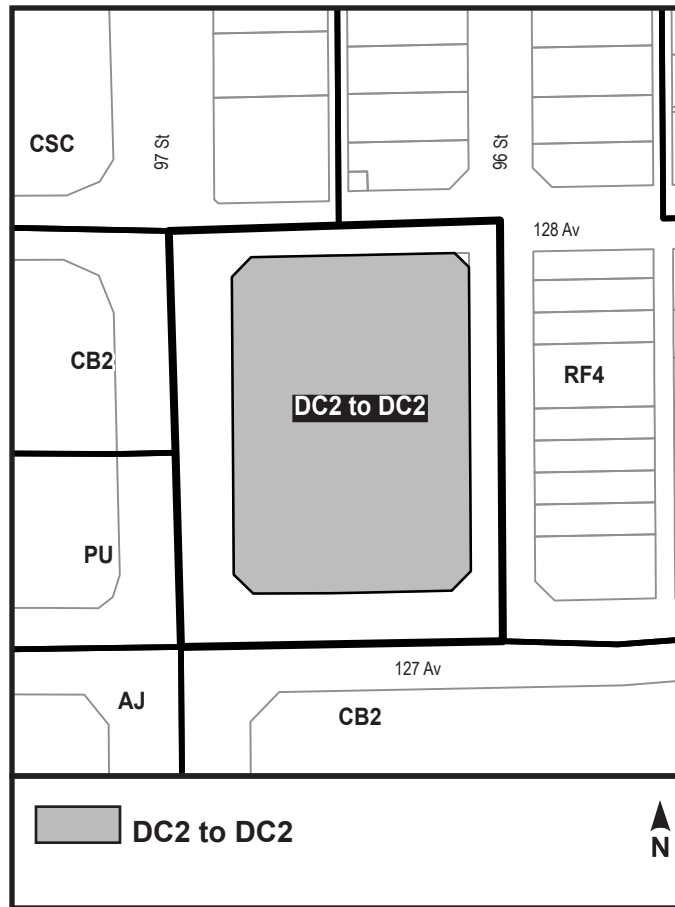 CSC
97 St
96 St
128 Av
CB2
RF4
DC2 to DC2
PU
127 Av
AJ
CB2
DC2 to DC2
N